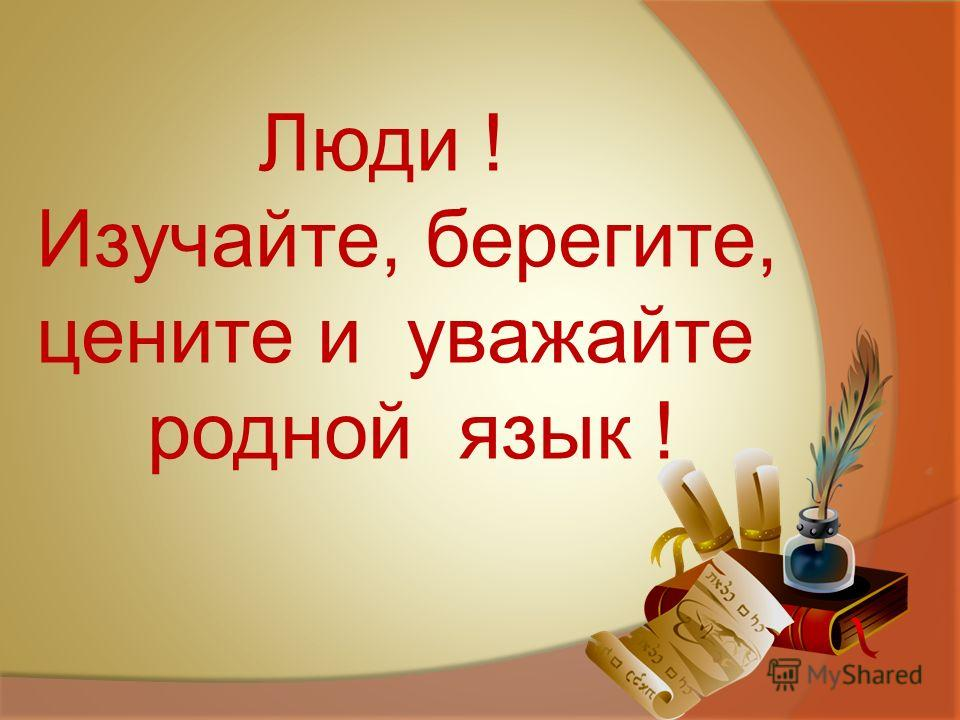 Люди !
Изучайте, берегите,
цените и  уважайте
родной  язык !
MyShared